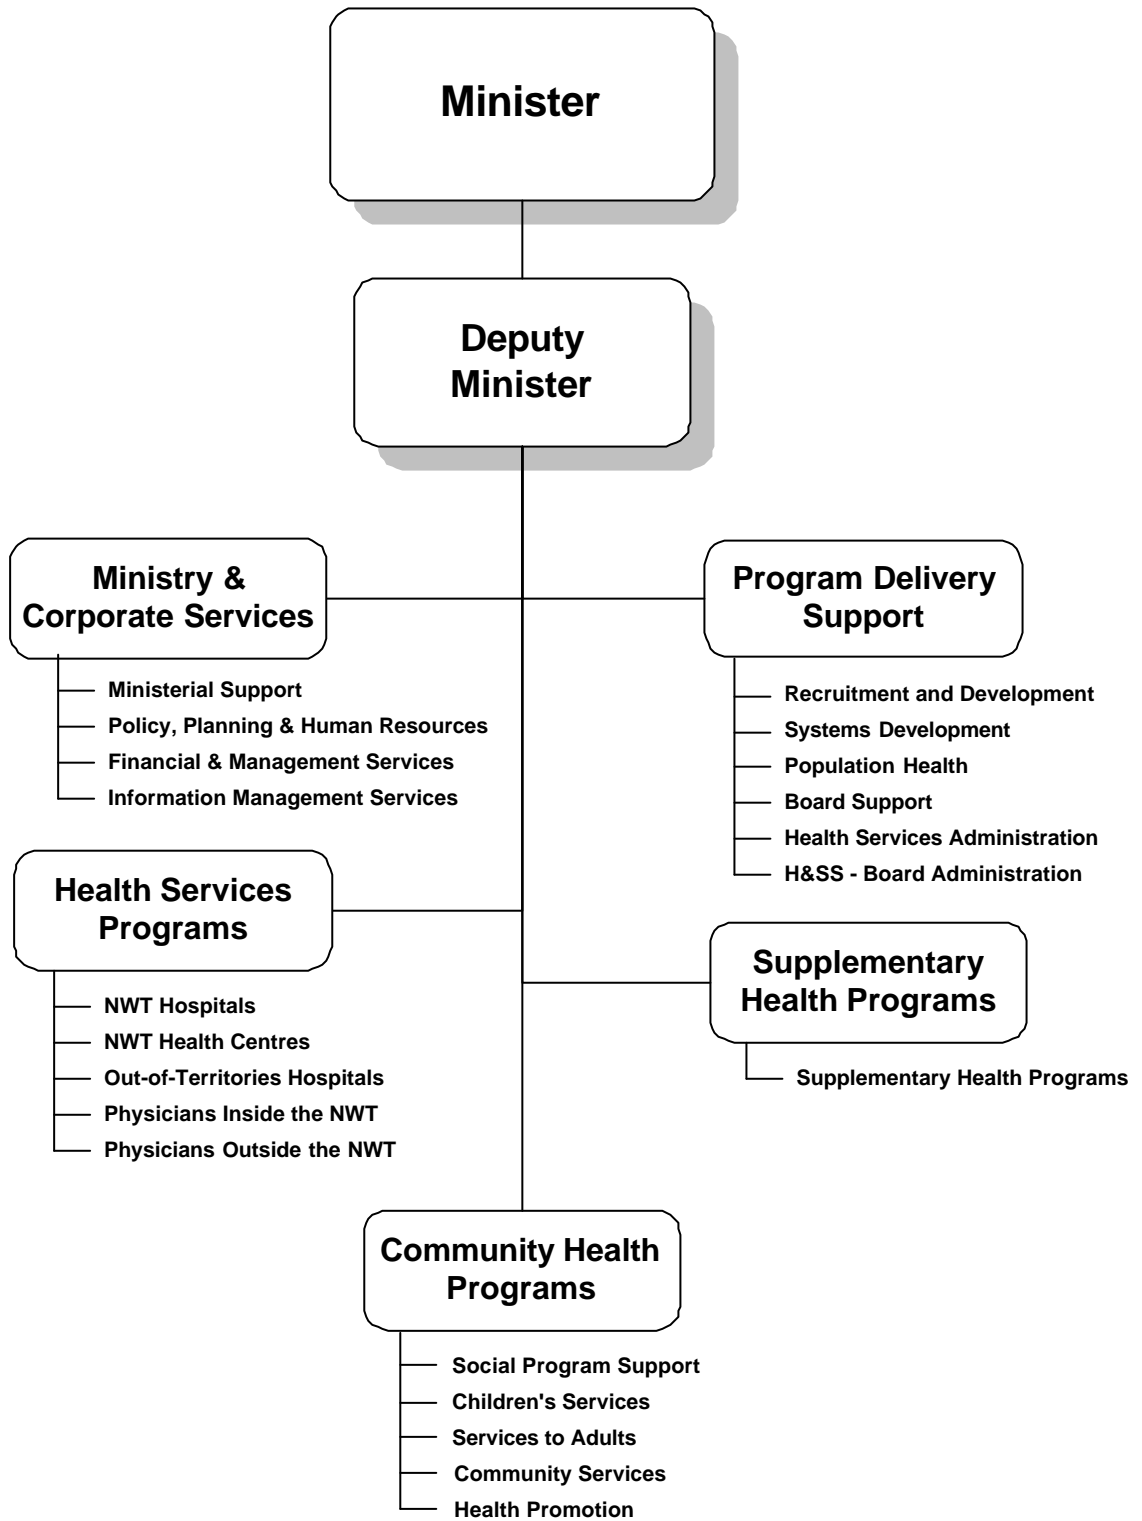 Minister
Deputy
Minister
Ministry &
Corporate Services
Ministerial Support
Policy, Planning & Human Resources
Financial & Management Services
Information Management Services
Program Delivery
Support
Recruitment and Development
Systems Development
Population Health
Board Support
Health Services Administration
H&SS - Board Administration
Health Services
Programs
NWT Hospitals
NWT Health Centres
Out-of-Territories Hospitals
Physicians Inside the NWT
Physicians Outside the NWT
Supplementary
Health Programs
Supplementary Health Programs
Community Health
Programs
Social Program Support
Children's Services
Services to Adults
Community Services
Health Promotion